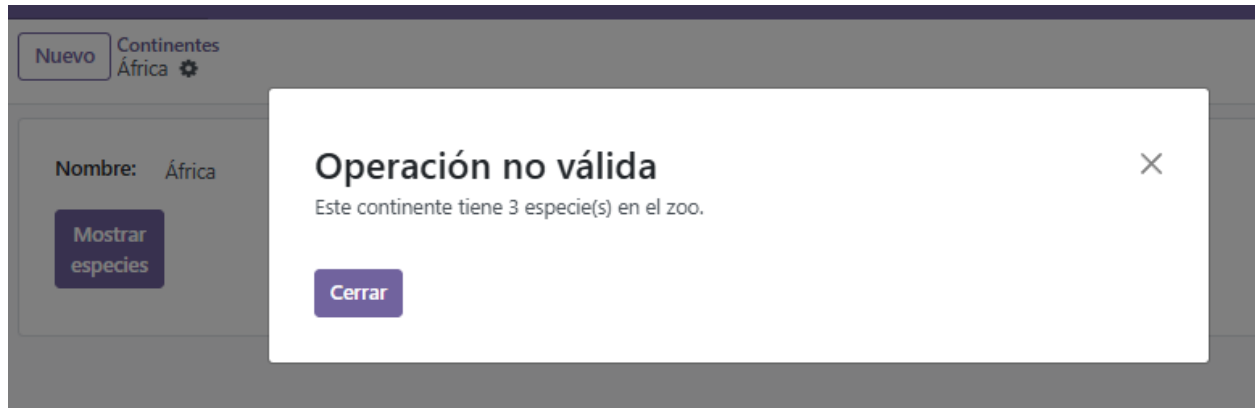 Nuevo
Continentes
África
Nombre: África
Mostrar
especies
Operación no válida
Este continente tiene 3 especie(s) en el zoo.
Cerrar